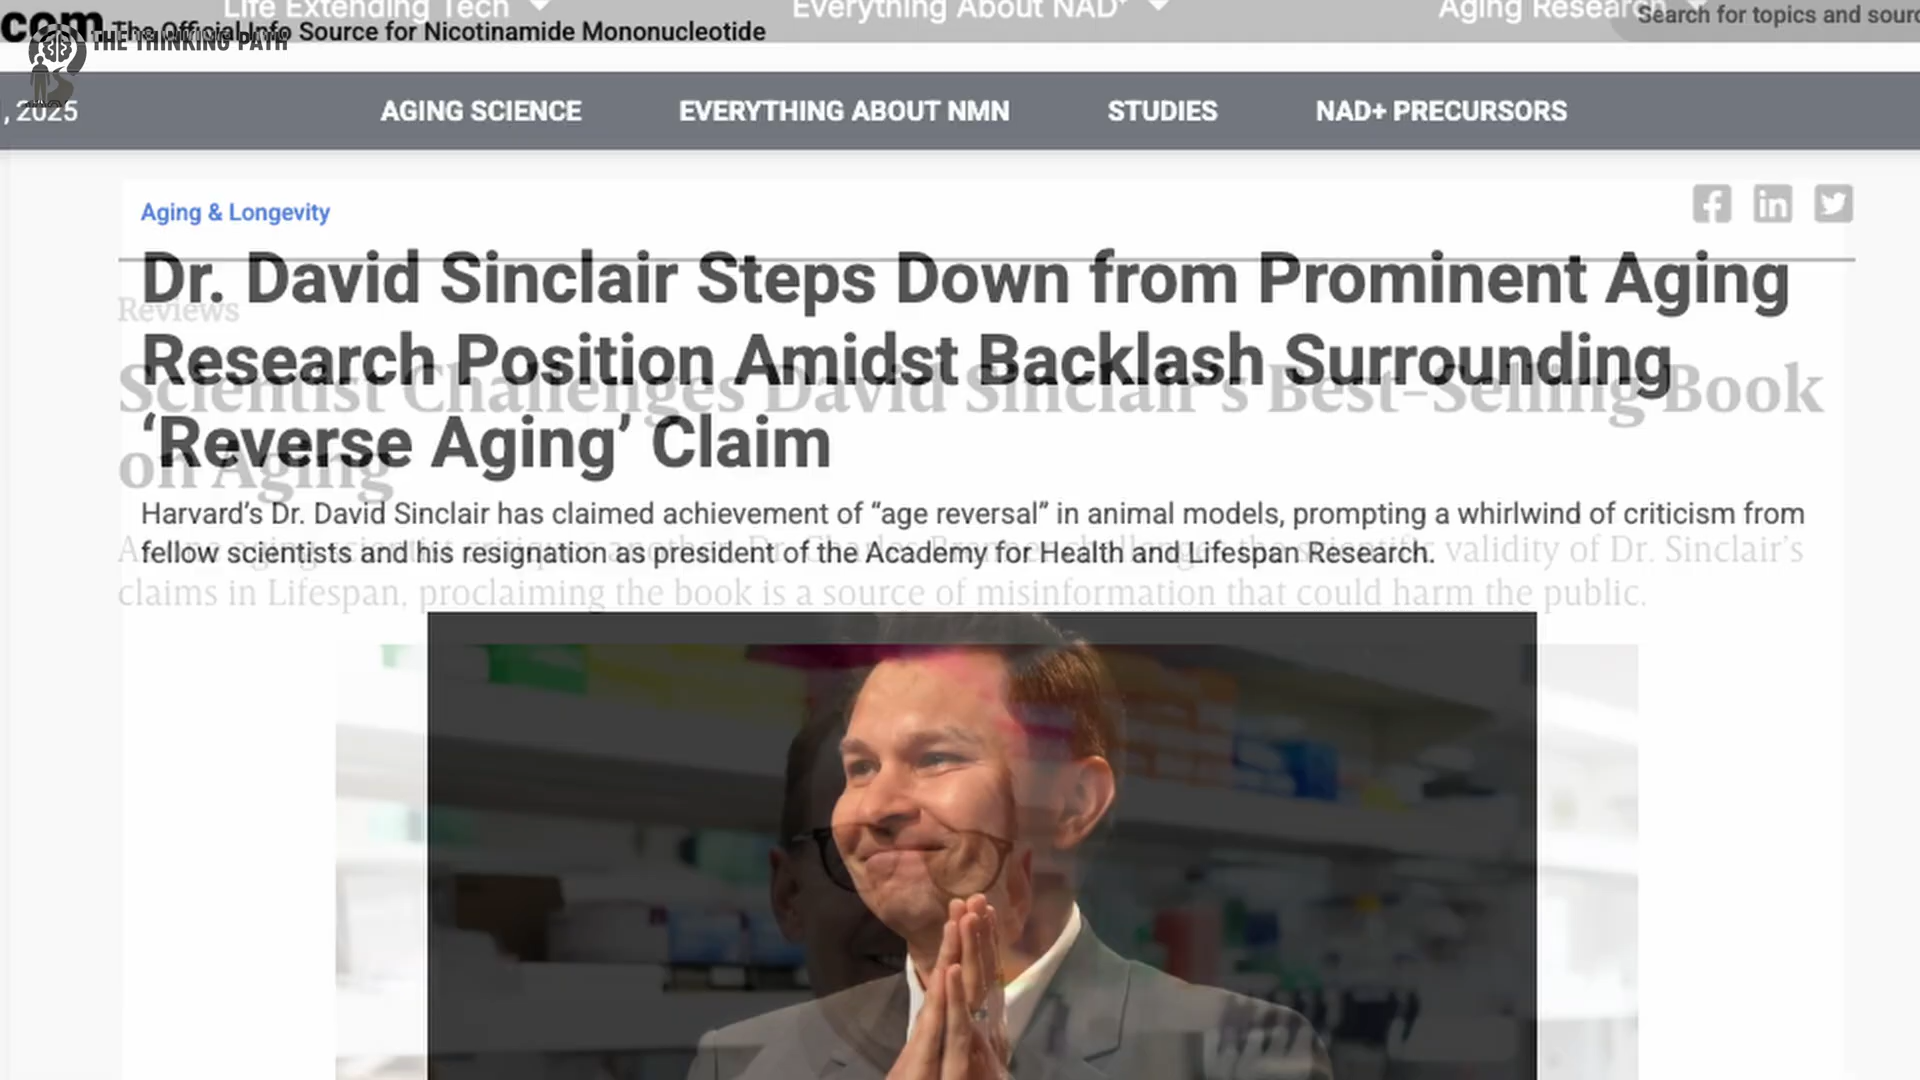 Life Extending Tech
Everything About NAD+
Aging Research
Search for topics and sourc
com The Official Info Source for Nicotinamide Mononucleotide
THE THINKING PATH
, 2025
AGING SCIENCE
EVERYTHING ABOUT NMN
STUDIES
NAD+ PRECURSORS
Aging & Longevity
Dr. David Sinclair Steps Down from Prominent Aging
Reviews
Research Position Amidst Backlash Surrounding
Scientist Challenges David Sinclair's Best-Selling Book
‘Reverse Aging’ Claim
on Aging
Harvard’s Dr. David Sinclair has claimed achievement of “age reversal” in animal models, prompting a whirlwind of criticism from
fellow scientists and his resignation as president of the Academy for Health and Lifespan Research.
validity of Dr. Sinclair's
claims in Lifespan, proclaiming the book is a source of misinformation that could harm the public.